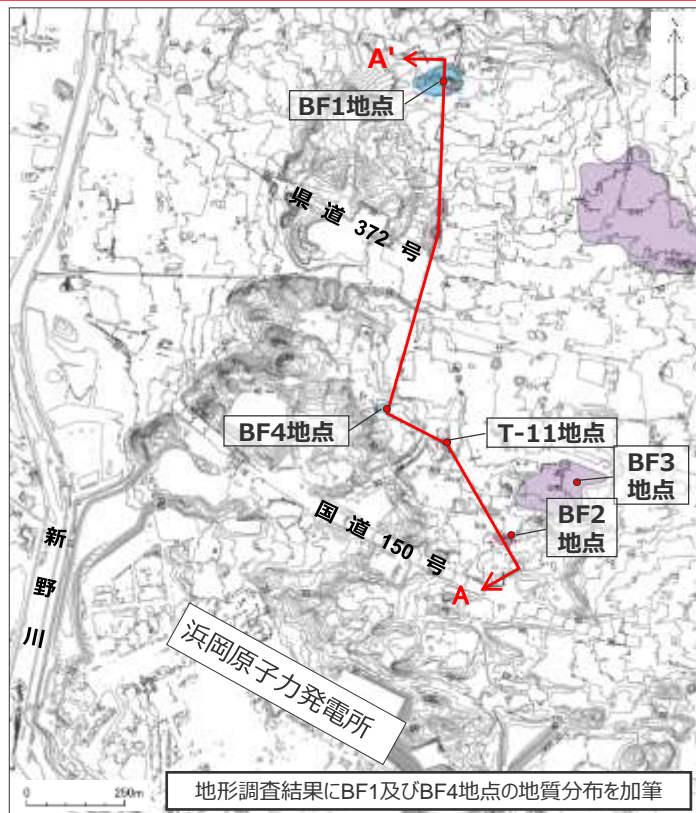 A'
BF1地点
県道 372 号
BF4地点
T-11地点
BF3
地点
BF2
地点
国道 150 号
A
新野川
浜岡原子力発電所
0 250m
地形調査結果にBF1及びBF4地点の地質分布を加筆